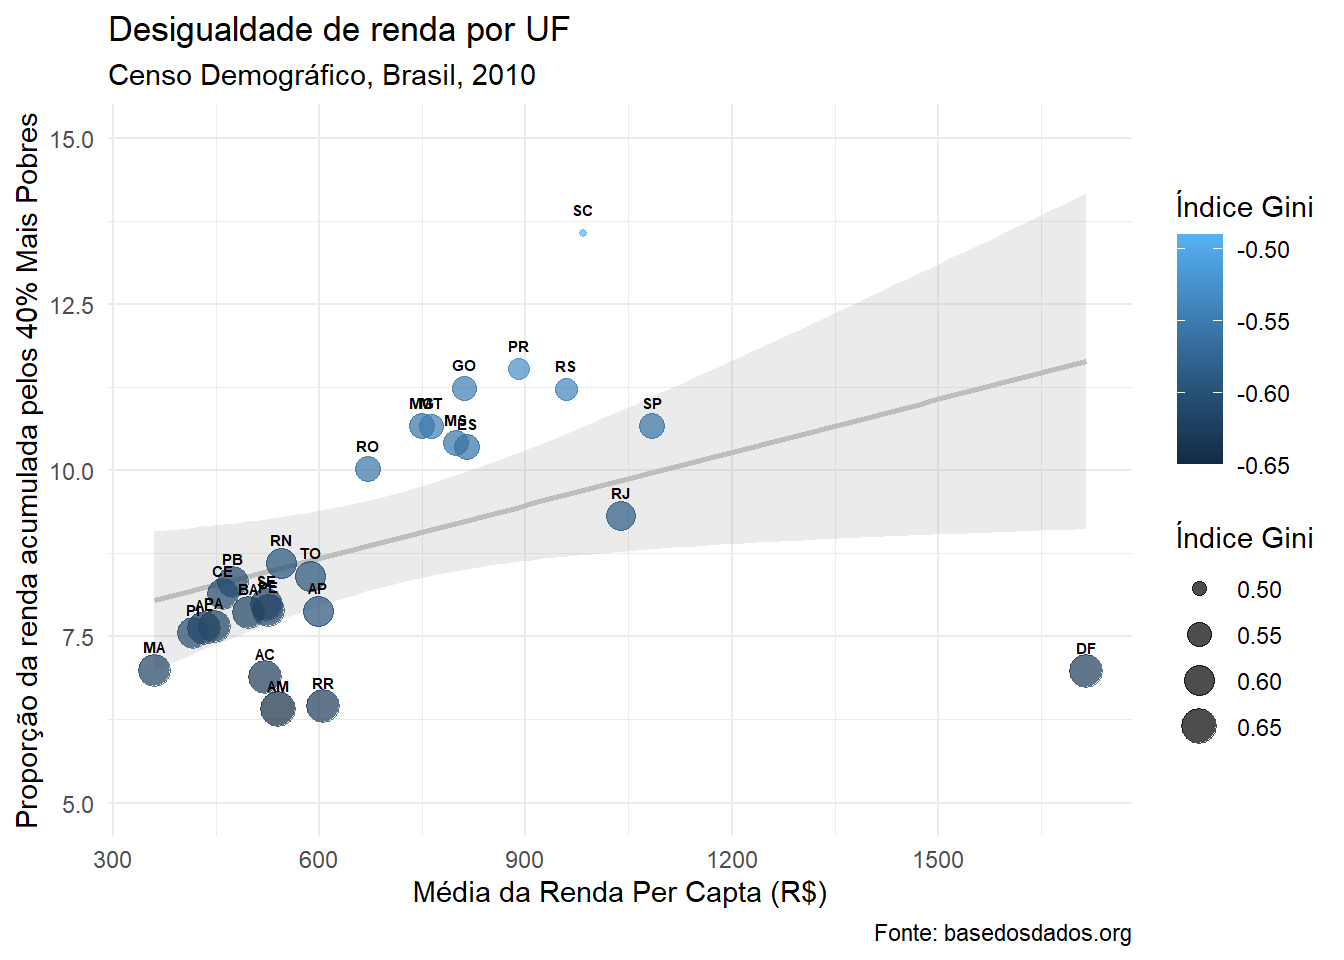 Desigualdade de renda por UF
Censo Demográfico, Brasil, 2010
Proporção da renda acumulada pelos 40% Mais Pobres
15.0
12.5
10.0
7.5
5.0
SC
PR
RS
GO
MG
MT
SP
MS
ES
RO
RJ
RN
TO
PB
CE
SE
PE
BA
AP
AL
PA
PI
MA
AC
AM
RR
DF
300
600
900
1200
1500
Média da Renda Per Capta (R$)
Fonte: basedosdados.org
Índice Gini
-0.50
-0.55
-0.60
-0.65
Índice Gini
0.50
0.55
0.60
0.65